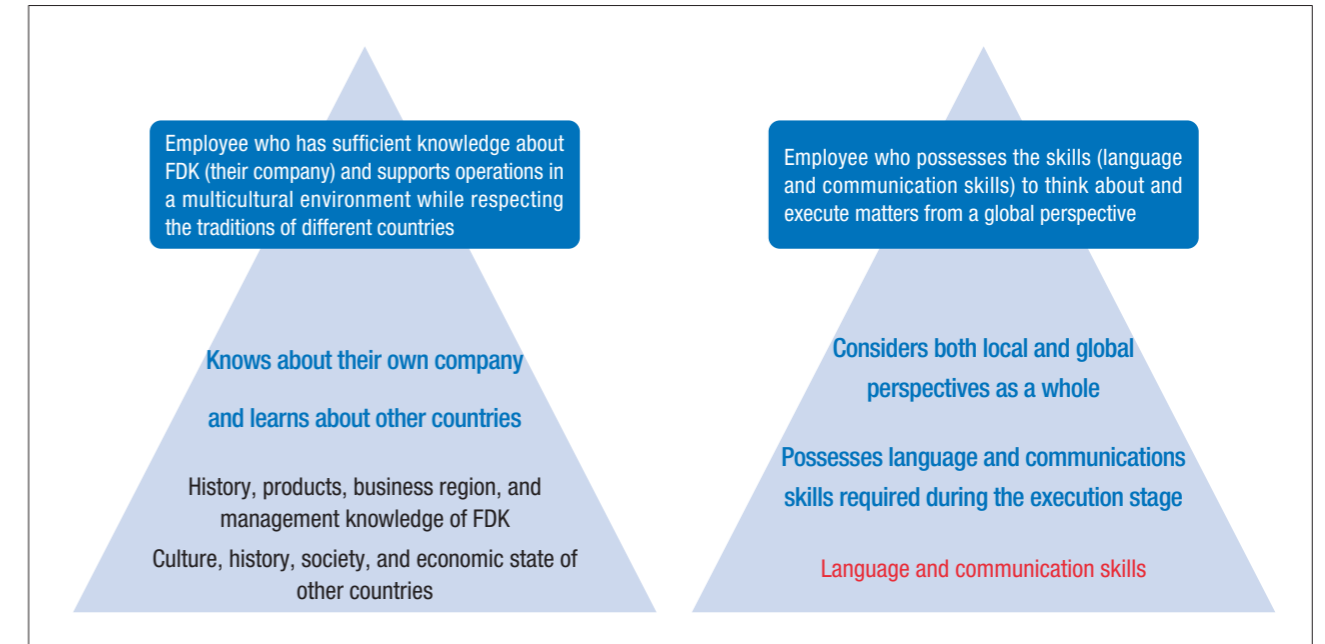 Employee who has sufficient knowledge about
FDK (their company) and supports operations in
a multicultural environment while respecting
the traditions of different countries
Knows about their own company
and learns about other countries
History, products, business region, and
management knowledge of FDK
Culture, history, society, and economic state of
other countries
Employee who possesses the skills (language
and communication skills) to think about and
execute matters from a global perspective
Considers both local and global
perspectives as a whole
Possesses language and communications
skills required during the execution stage
Language and communication skills